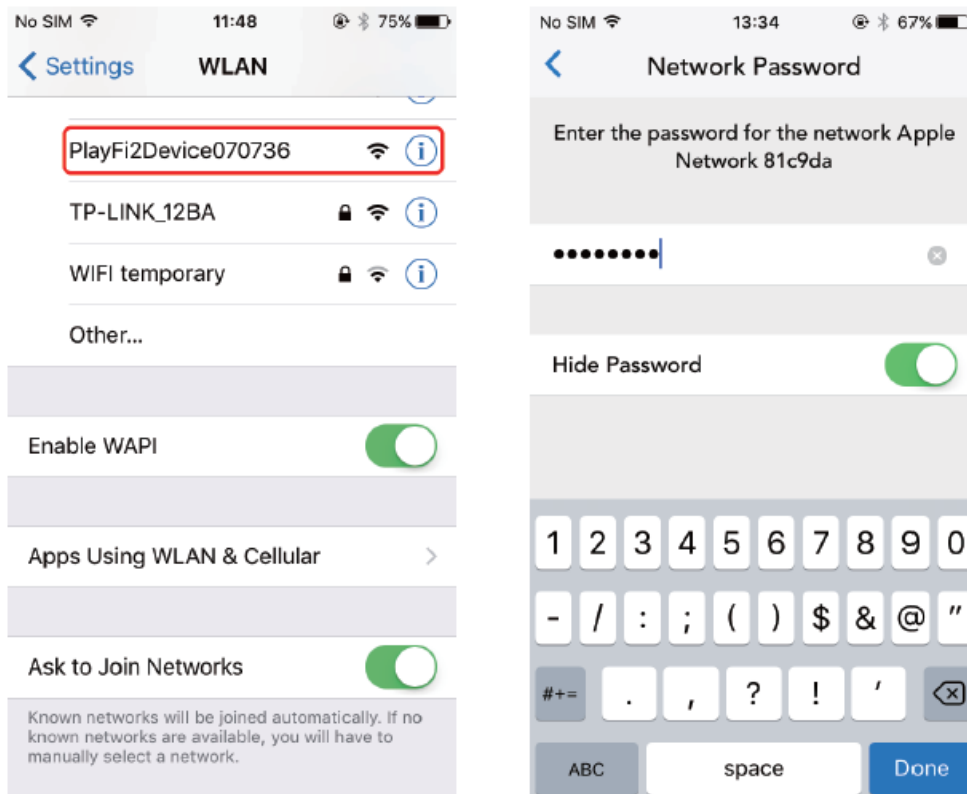 No SIM 11:48 75%
Settings WLAN
PlayFi2Device070736
TP-LINK_12BA
WIFI temporary
Other...
Enable WAPI
Apps Using WLAN & Cellular
Ask to Join Networks
Known networks will be joined automatically. If no
known networks are available, you will have to
manually select a network.
No SIM 13:34 67%
Network Password
Enter the password for the network Apple
Network 81c9da
••••••••
Hide Password
1 2 3 4 5 6 7 8 9 0
- / : ; ( ) $ & @ "
#+= . , ? ! '
ABC space Done